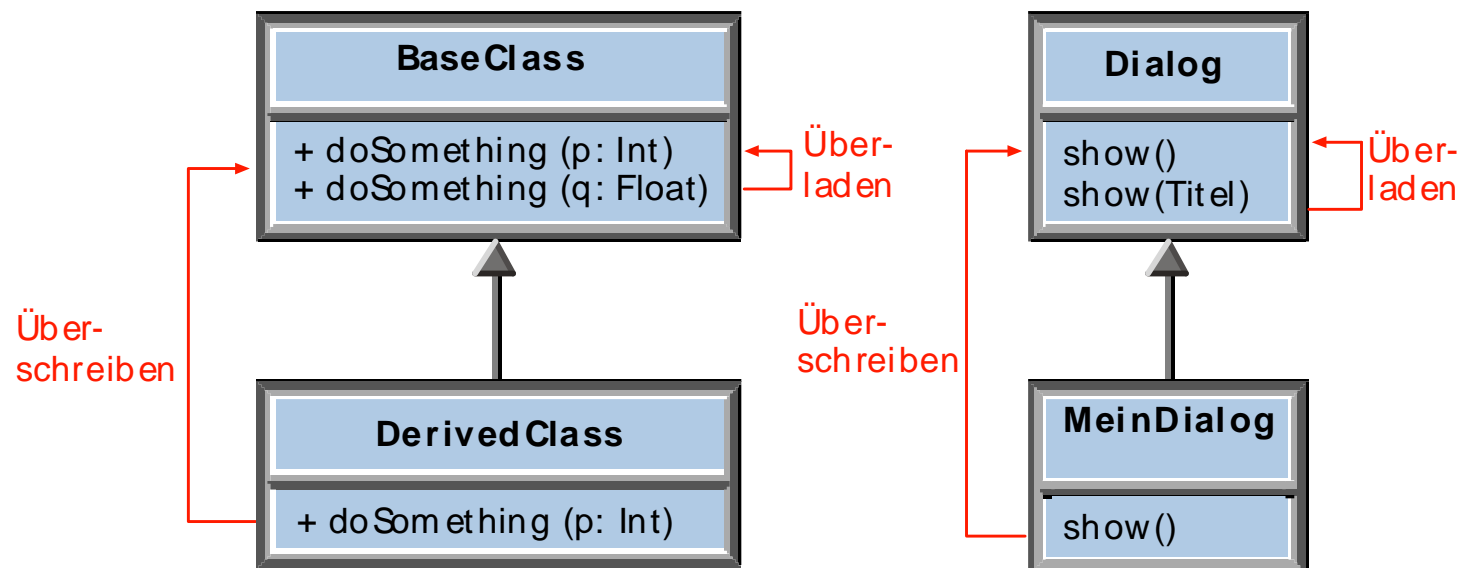 BaseClass
+ doSomething (p: Int)
+ doSomething (q: Float)
Über-
laden
Über-
schreiben
DerivedClass
+ doSomething (p: Int)
Dialog
show()
show(Titel)
Über-
laden
Über-
schreiben
MeinDialog
show()